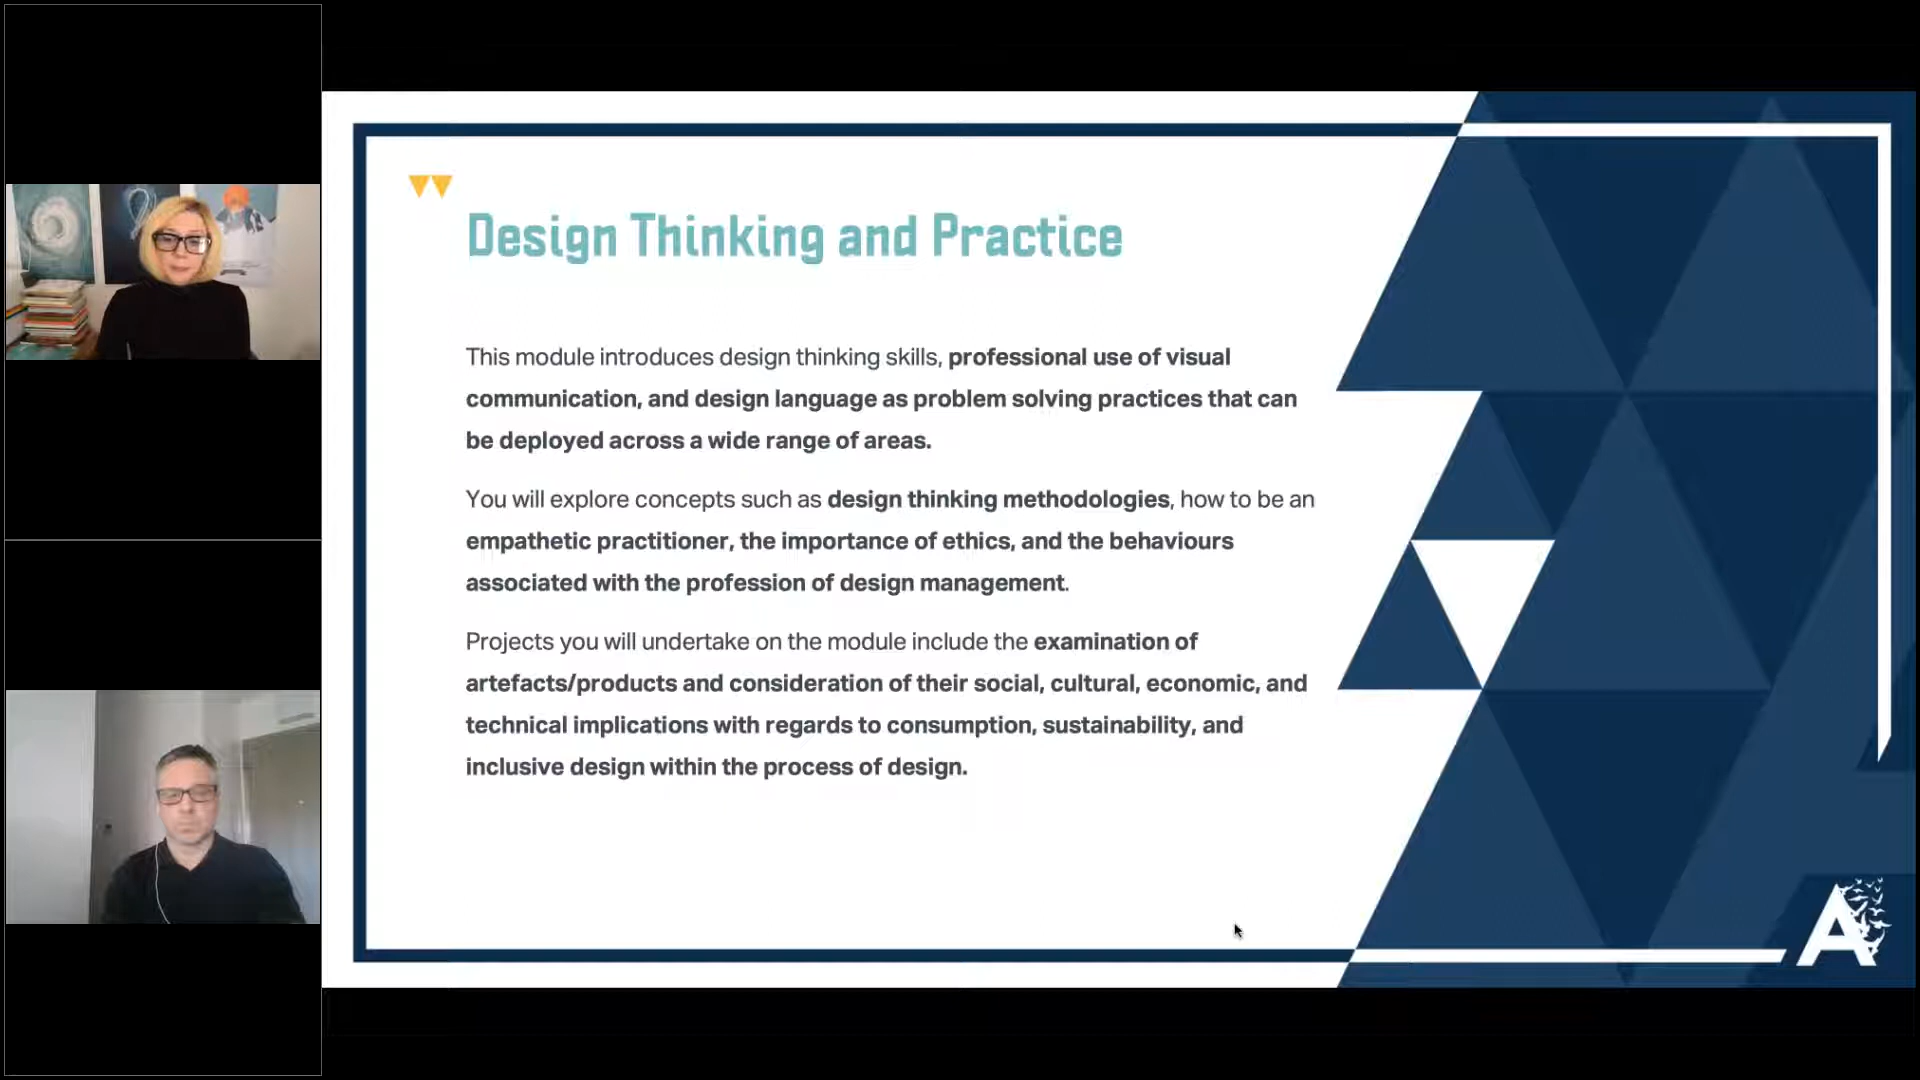 Design Thinking and Practice
This module introduces design thinking skills, professional use of visual
communication, and design language as problem solving practices that can
be deployed across a wide range of areas.
You will explore concepts such as design thinking methodologies, how to be an
empathetic practitioner, the importance of ethics, and the behaviours
associated with the profession of design management.
Projects you will undertake on the module include the examination of
artefacts/products and consideration of their social, cultural, economic, and
technical implications with regards to consumption, sustainability, and
inclusive design within the process of design.
A